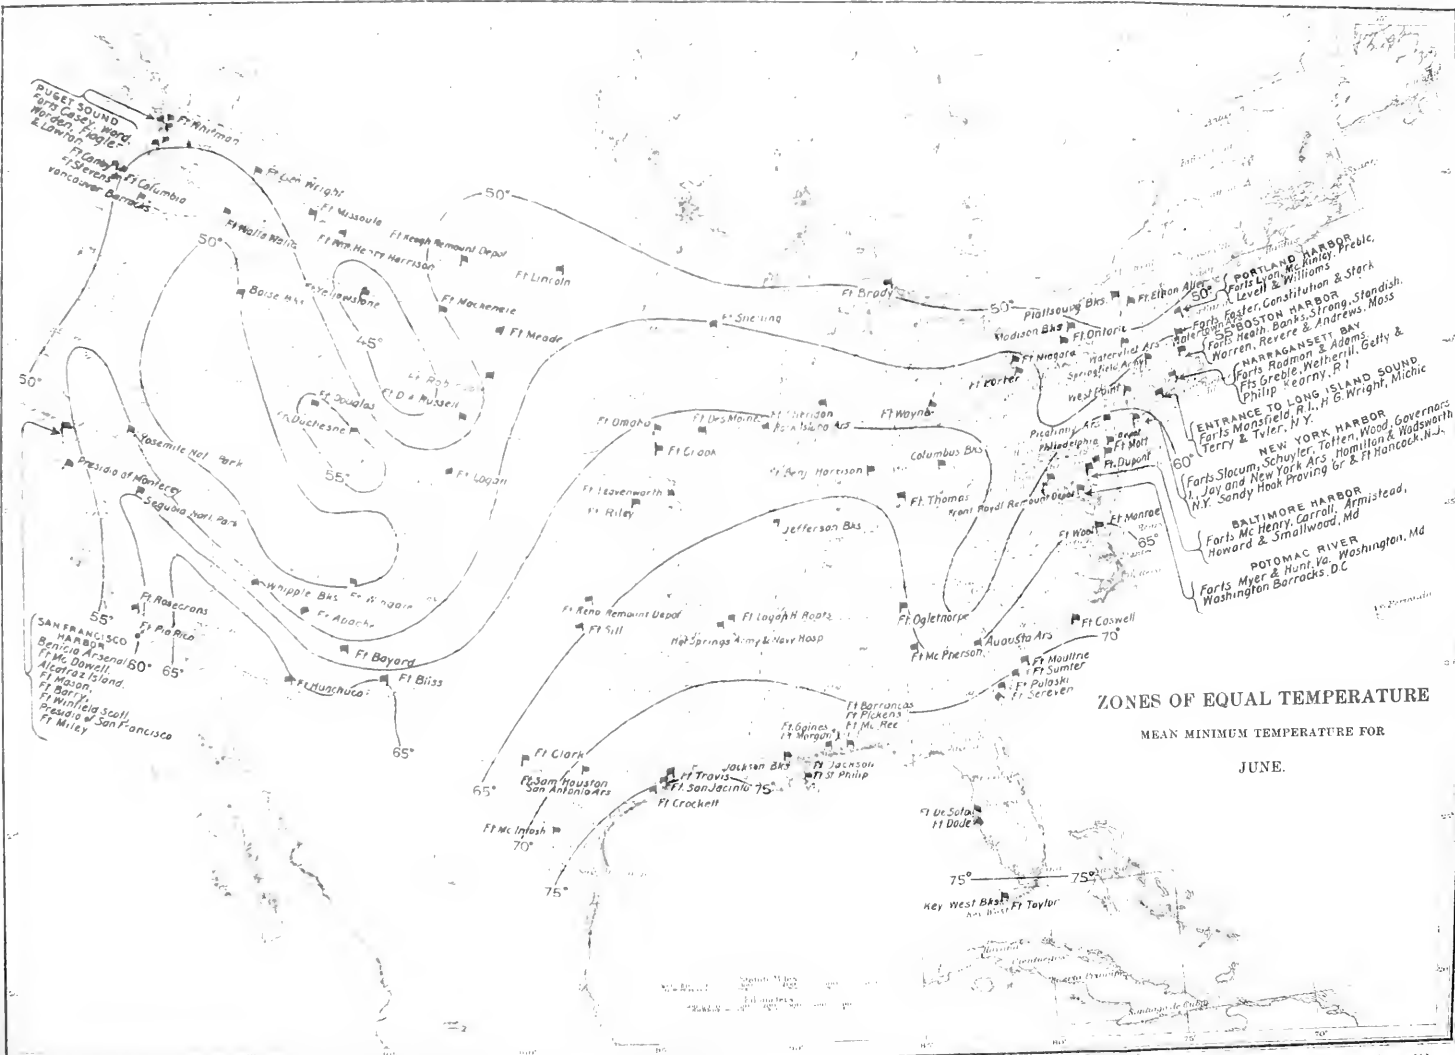 PUGET SOUND
Forts Casey, Word,
Worden, Flagler
& Lawton
Ft Whitman
Ft Canby
Ft Stevens
Ft Columbia
Vancouver Barracks
Ft Geo Wright
Ft Missoula
Ft Walla Walla
Ft Wm. Henry Harrison
Ft Keogh Remount Depot
Ft Lincoln
50°
50°
Boise Bks
Ft Yellowstone
Ft Mackenzie
Ft Meade
45°
Ft Snelling
Ft Brady
50°
Plattsburg Bks
Ft Ethan Allen
Madison Bks
Ft Ontario
Ft Niagara
Watervliet Ars
Springfield Army
Ft Porter
West Point
50°
PORTLAND HARBOR
Forts Lyon, McKinley, Preble,
Levett & Williams
Forts Foster, Constitution & Stark
55°
BOSTON HARBOR
Forts Heath, Banks, Strong, Standish,
Warren, Revere & Andrews. Mass
NARRAGANSETT BAY
Forts Rodman & Adams.
Fts Greble, Wetherill, Getty &
Philip Kearny, R I
ENTRANCE TO LONG ISLAND SOUND
Forts Mansfield, R.I., H G. Wright, Michie
Terry & Tyler, N.Y.
NEW YORK HARBOR
Forts Slocum, Schuyler, Totten, Wood, Governors
I., Jay and New York Ars Hamilton & Wadsworth
N.Y. Sandy Hook Proving Gr & Ft Hancock, N.J.,
BALTIMORE HARBOR
Forts Mc Henry, Carroll, Armistead,
Howard & Smallwood, Md
POTOMAC RIVER
Forts Myer & Hunt, Va. Washington, Md
Washington Barracks, D.C
50°
Ft D A Russell
Ft Douglas
Ft Duchesne
55°
Ft Logan
Yosemite Nat. Park
Presidio of Monterey
Sequoia Natl Park
Ft Omaha
Ft Des Moines
Ft Crook
Ft Wayne
Picatinny Ars
Philadelphia
Depot
Ft Mott
Ft. Dupont
60°
Columbus Bks
Ft Benj Harrison
Ft Leavenworth
Ft Riley
Ft. Thomas
Front Royal Remount Depot
Jefferson Bks
Ft Wool
Ft Monroe
65°
Whipple Bks
Ft Wingate
Ft Apache
Ft Rosecrans
Ft Pio Rico
55°
60°
65°
SAN FRANCISCO
HARBOR
Benicia Arsenal
Ft Mc Dowell.
Alcatraz Island.
Ft Mason.
Ft Barry.
Ft Winfield Scott
Presidio of San Francisco
Ft Miley
Ft Bayard
Ft Huachuca
Ft Bliss
65°
Ft Reno Remount Depot
Ft Sill
Ft Logan H Roots
Hot Springs Army & Navy Hosp
Ft Oglethorpe
Ft McPherson
Augusta Ars
Ft Caswell
70°
Ft Moultrie
Ft Sumter
Ft Pulaski
Ft Screven
Ft Barrancas
Ft Pickens
Ft Mc Ree
Ft. Gaines
Ft Morgan
Jackson Bks
Ft Jackson
Ft St Philip
Ft Clark
Ft Sam Houston
San Antonio Ars
Ft Travis
Ft. San Jacinto
75°
Ft Crockett
65°
Ft Mc Intosh
70°
75°
Ft De Soto
Ft Dade
75°
75°
Key West Bks
Ft Taylor
ZONES OF EQUAL TEMPERATURE
MEAN MINIMUM TEMPERATURE FOR
JUNE.
Statute Miles
Kilometers
Santiago de Cuba